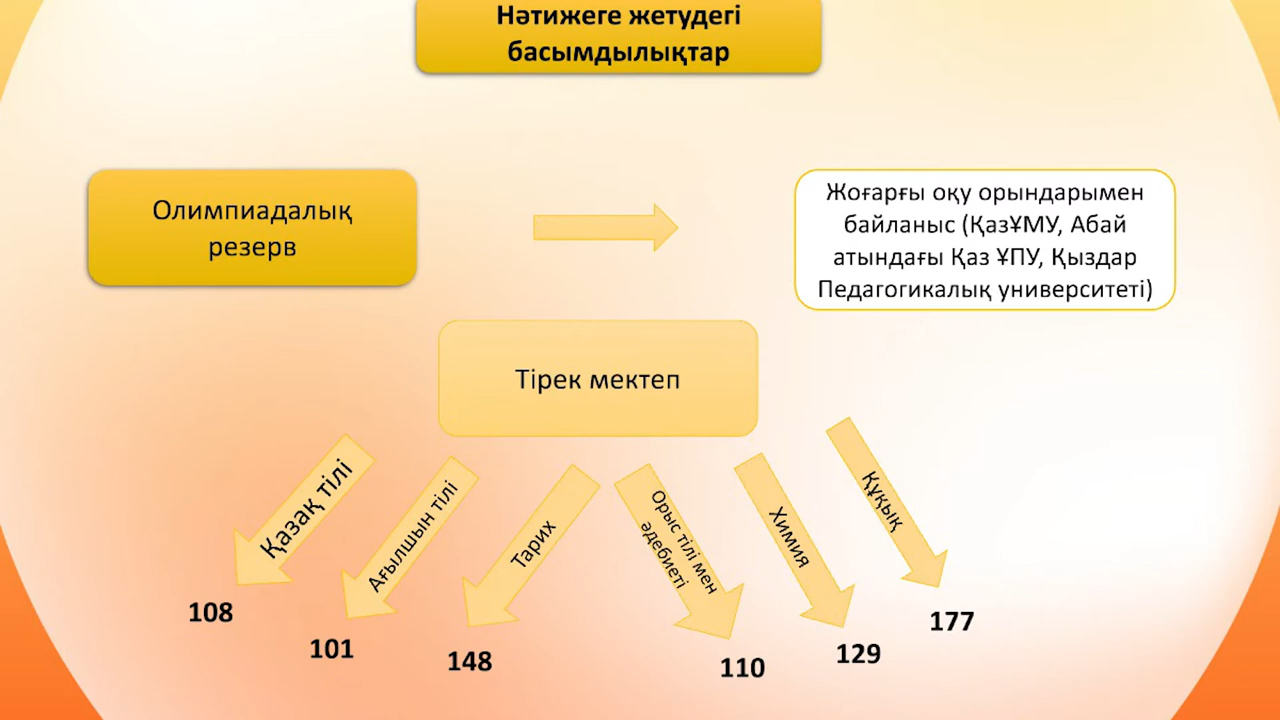 Нәтижеге жетудегі
басымдылықтар
Олимпиадалық
резерв
Жоғарғы оқу орындарымен
байланыс (ҚазҰМУ, Абай
атындағы Қаз ҰПУ, Қыздар
Педагогикалық университеті)
Тірек мектеп
Қазақ тілі
Ағылшын тілі
Тарих
Орыс тілі мен
әдебиеті
Химия
Құқық
108
101
148
110
129
177